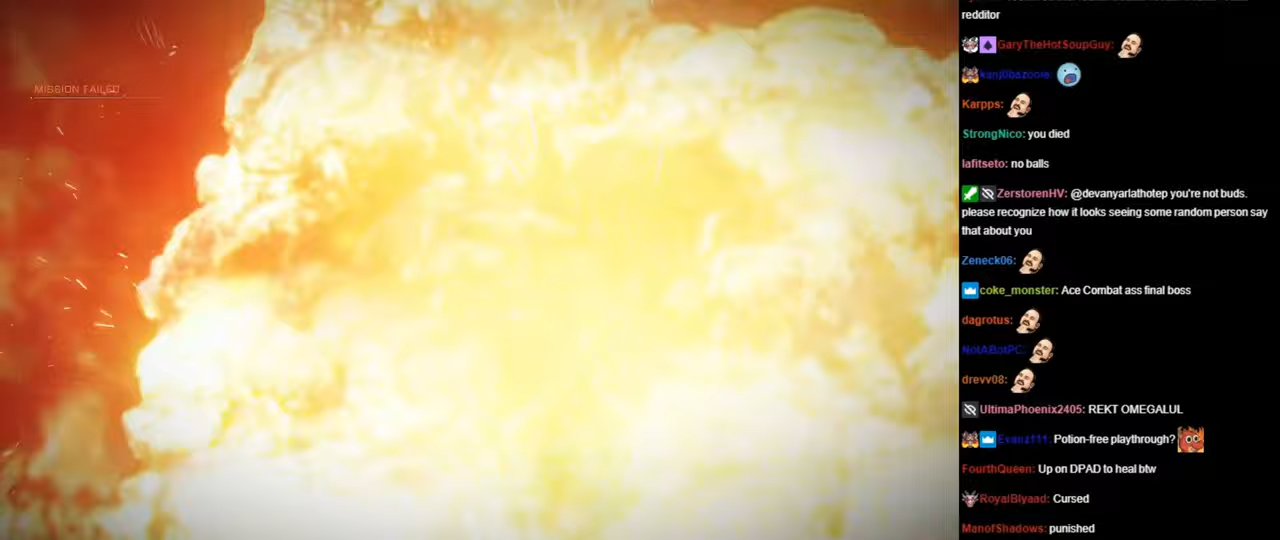 redditor
MISSION FAILED
GaryTheHotSoupGuy:
Karpps:
StrongNico: you died
lafitseto: no balls
ZerstorenHV: @devanyarlathotep you're not buds.
please recognize how it looks seeing some random person say
that about you
Zeneck06:
coke_monster: Ace Combat ass final boss
dagrotus:
NotABotPC:
drevv08:
UltimaPhoenix2405: REKT OMEGALUL
Potion-free playthrough?
FourthQueen: Up on DPAD to heal btw
RoyalBlyaad: Cursed
ManofShadows: punished